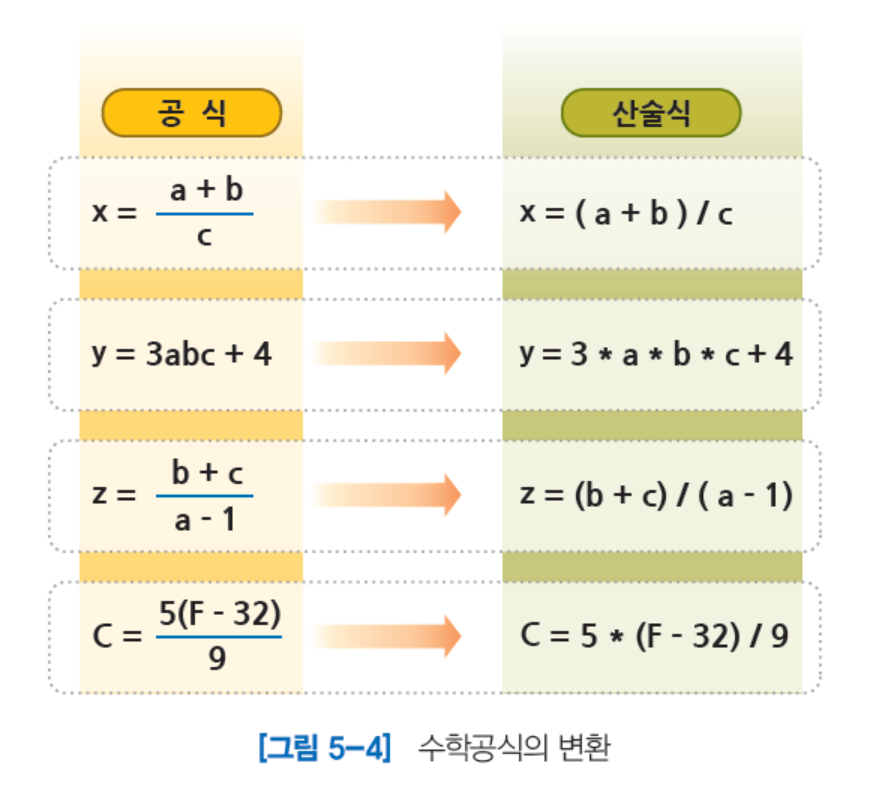 공 식
산술식
x = a + b / c
x = ( a + b ) / c
y = 3abc + 4
y = 3 * a * b * c + 4
z = b + c / a - 1
z = (b + c) / ( a - 1)
C = 5(F - 32) / 9
C = 5 * (F - 32) / 9
[그림 5-4] 수학공식의 변환